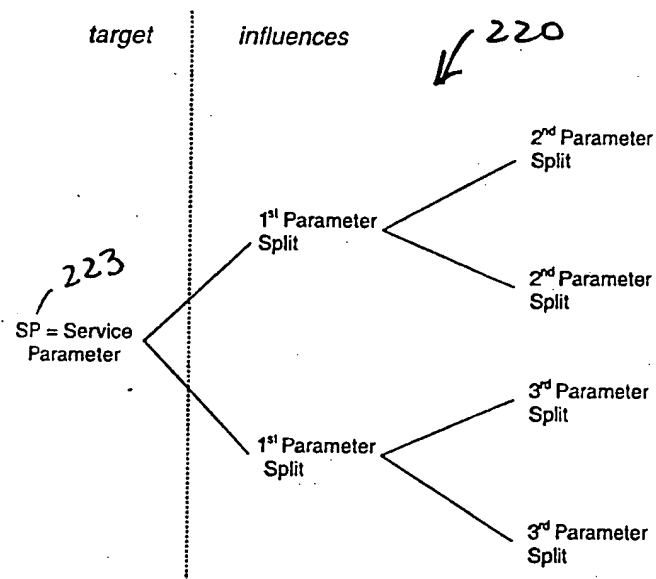 target
influences
220
2nd Parameter
Split
1st Parameter
Split
2nd Parameter
Split
223
SP = Service
Parameter
3rd Parameter
Split
1st Parameter
Split
3rd Parameter
Split